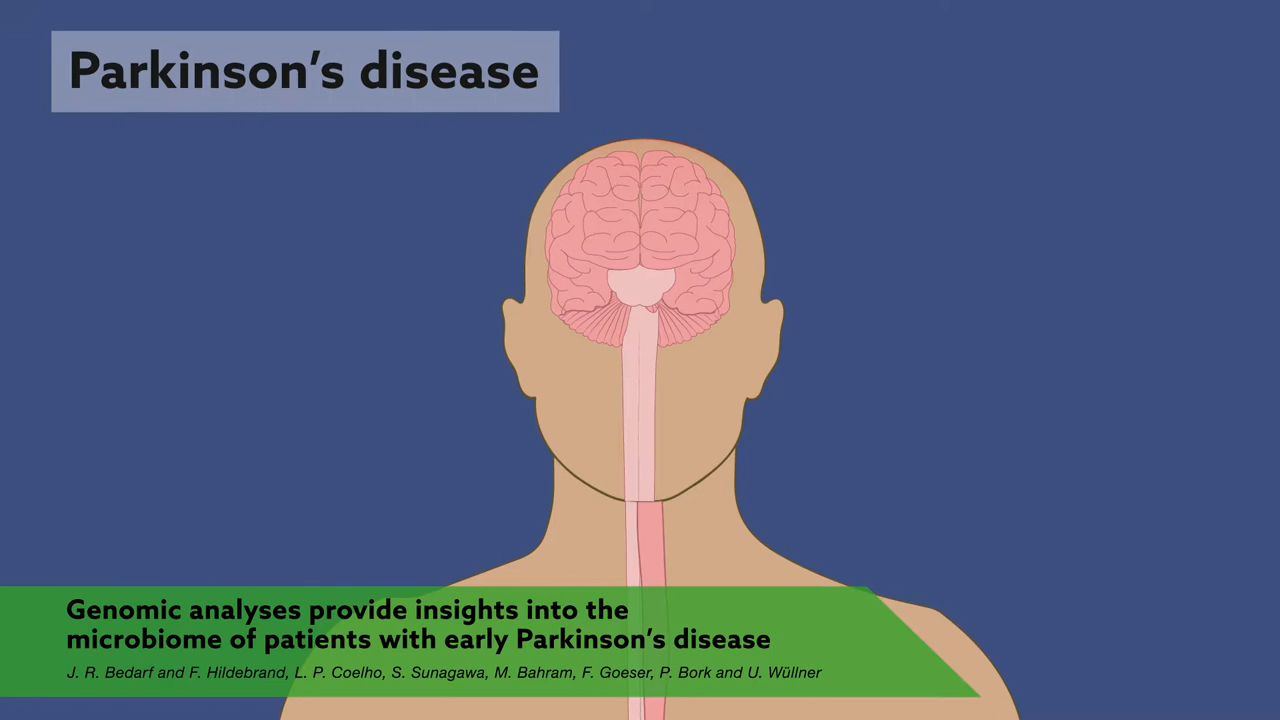 Parkinson’s disease
Genomic analyses provide insights into the
microbiome of patients with early Parkinson’s disease
J. R. Bedarf and F. Hildebrand, L. P. Coelho, S. Sunagawa, M. Bahram, F. Goeser, P. Bork and U. Wüllner